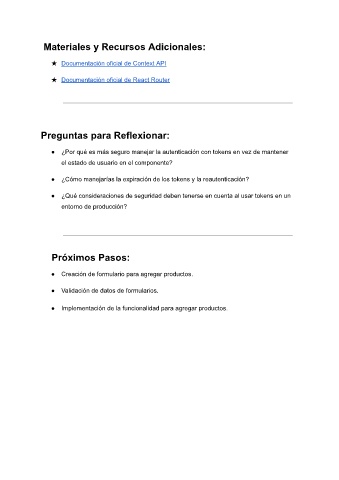 Materiales y Recursos Adicionales:
★ Documentación oficial de Context API
★ Documentación oficial de React Router
Preguntas para Reflexionar:
● ¿Por qué es más seguro manejar la autenticación con tokens en vez de mantener
el estado de usuario en el componente?
● ¿Cómo manejarías la expiración de los tokens y la reautenticación?
● ¿Qué consideraciones de seguridad deben tenerse en cuenta al usar tokens en un
entorno de producción?
Próximos Pasos:
● Creación de formulario para agregar productos.
● Validación de datos de formularios.
● Implementación de la funcionalidad para agregar productos.